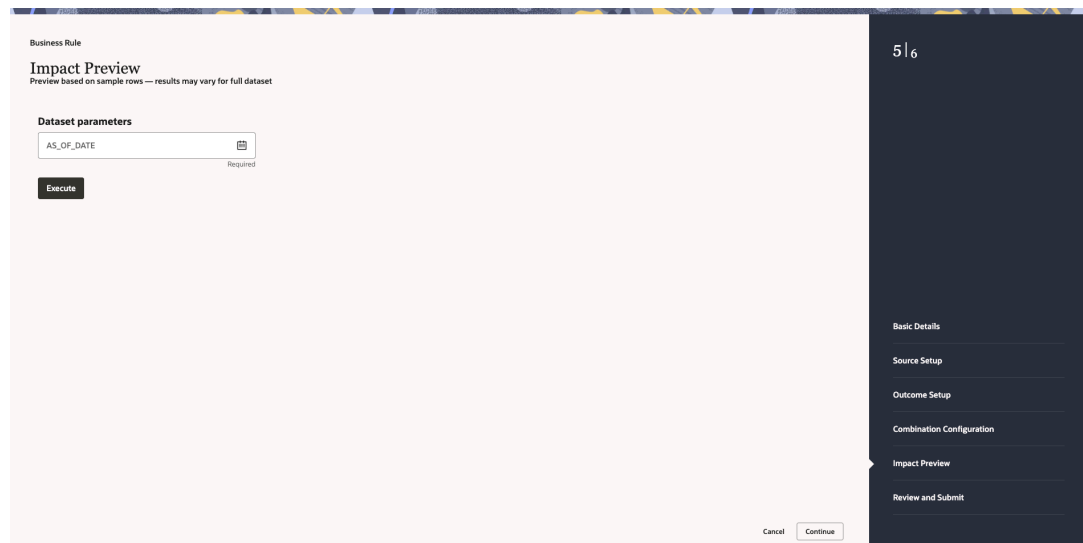 Business Rule
Impact Preview
Preview based on sample rows — results may vary for full dataset
Dataset parameters
AS_OF_DATE
Required
Execute
Cancel
Continue
5|6
Basic Details
Source Setup
Outcome Setup
Combination Configuration
Impact Preview
Review and Submit